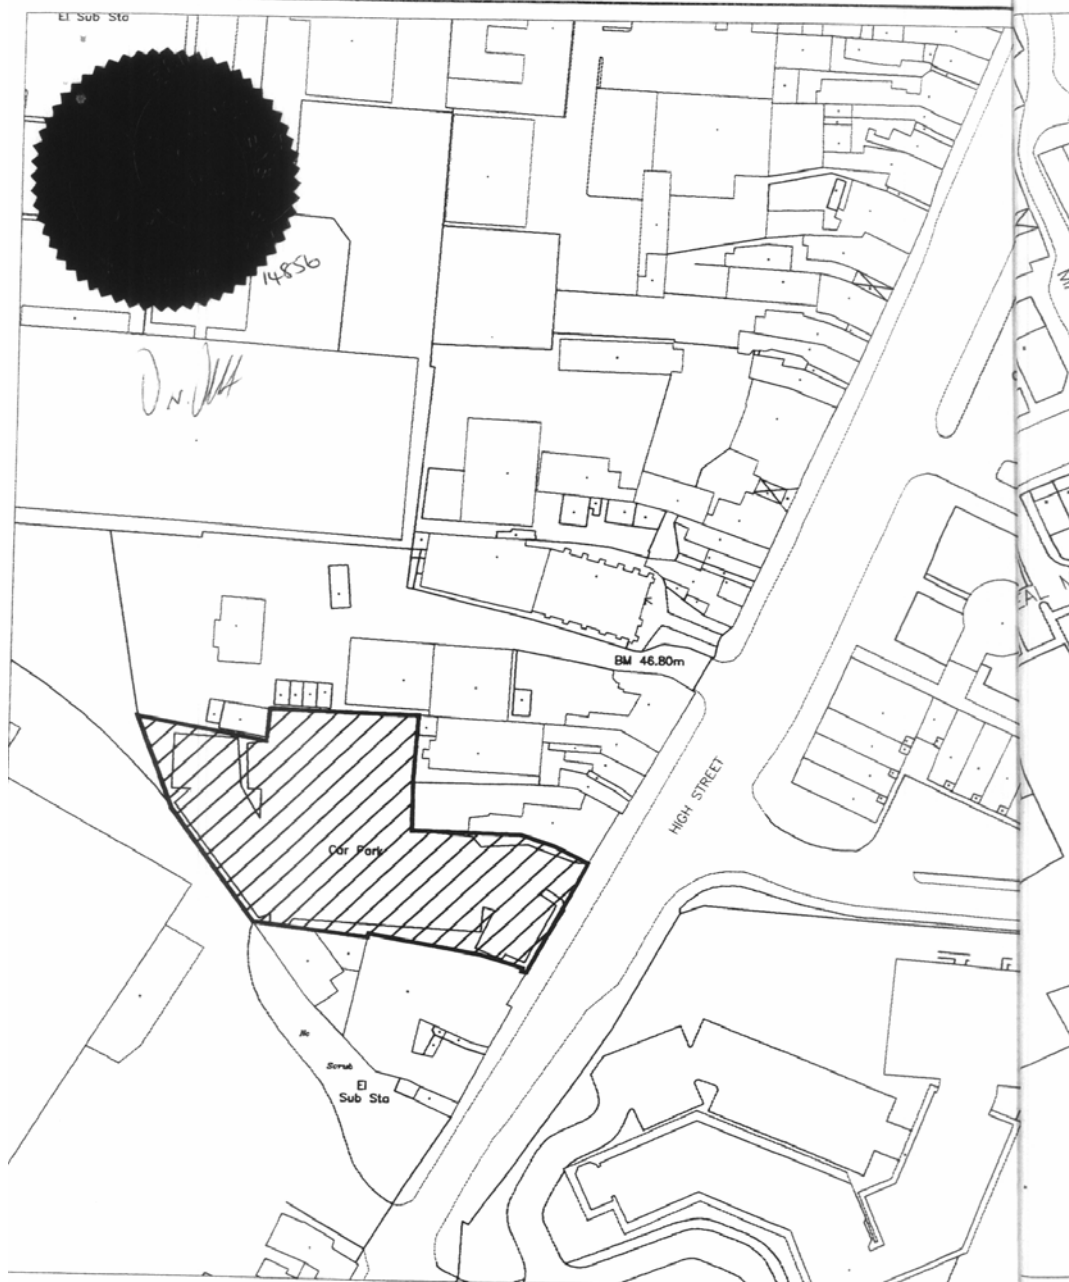 El Sub Sta
14856
BM 46.80m
HIGH STREET
Car Park
Scrub
El
Sub Sta